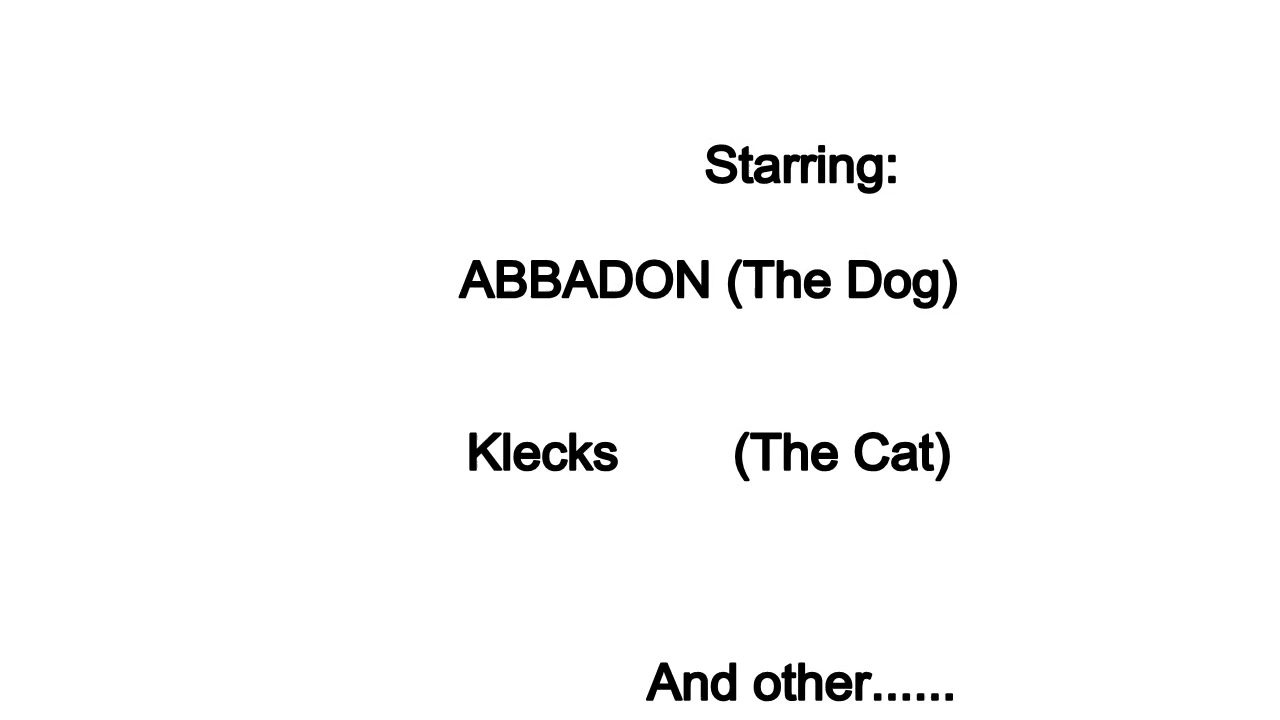 Starring:
ABBADON (The Dog)
Klecks (The Cat)
And other......